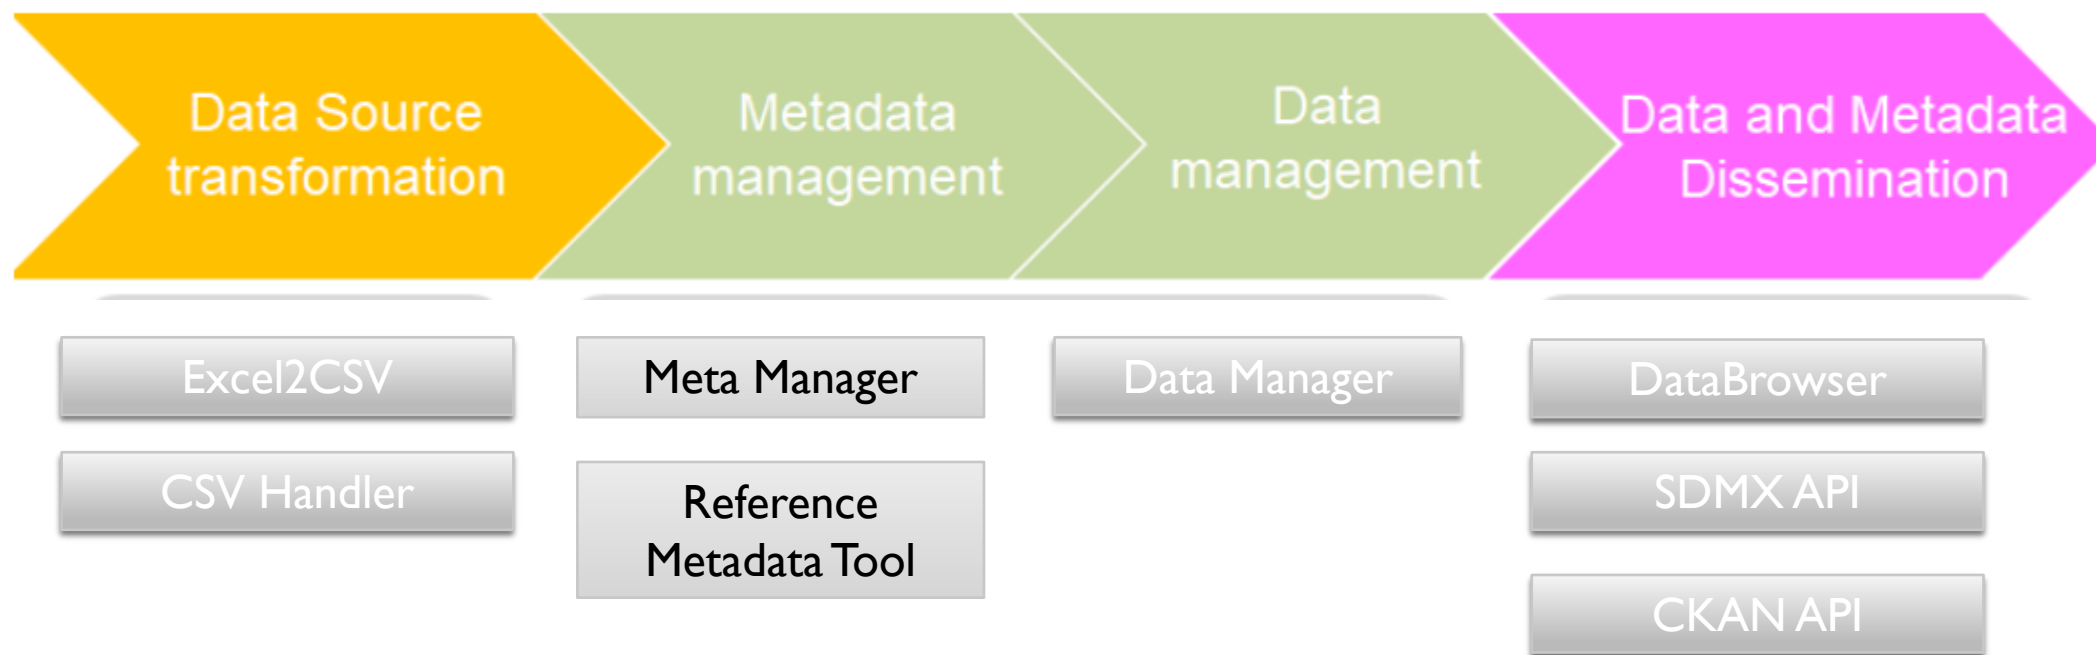 Data Source
transformation
Metadata
management
Data
management
Data and Metadata
Dissemination
Excel2CSV
Meta Manager
Data Manager
DataBrowser
CSV Handler
Reference
Metadata Tool
SDMX API
CKAN API